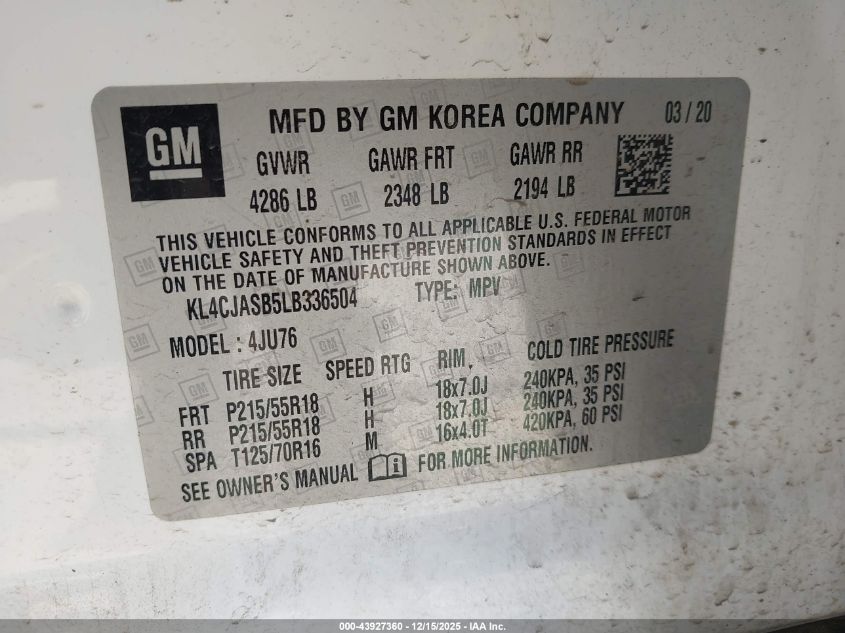 GM
MFD BY GM KOREA COMPANY 03 / 20
GVWR GAWR FRT GAWR RR
4286 LB 2348 LB 2194 LB
THIS VEHICLE CONFORMS TO ALL APPLICABLE U.S. FEDERAL MOTOR
VEHICLE SAFETY AND THEFT PREVENTION STANDARDS IN EFFECT
ON THE DATE OF MANUFACTURE SHOWN ABOVE.
KL4CJASB5LB336504 TYPE: MPV
MODEL : 4JU76
TIRE SIZE SPEED RTG RIM COLD TIRE PRESSURE
FRT P215/55R18 H 18x7.0J 240KPA, 35 PSI
RR P215/55R18 H 18x7.0J 240KPA, 35 PSI
SPA T125/70R16 M 16x4.0T 420KPA, 60 PSI
SEE OWNER'S MANUAL FOR MORE INFORMATION.
000-43927360 - 12/15/2025 - IAA Inc.